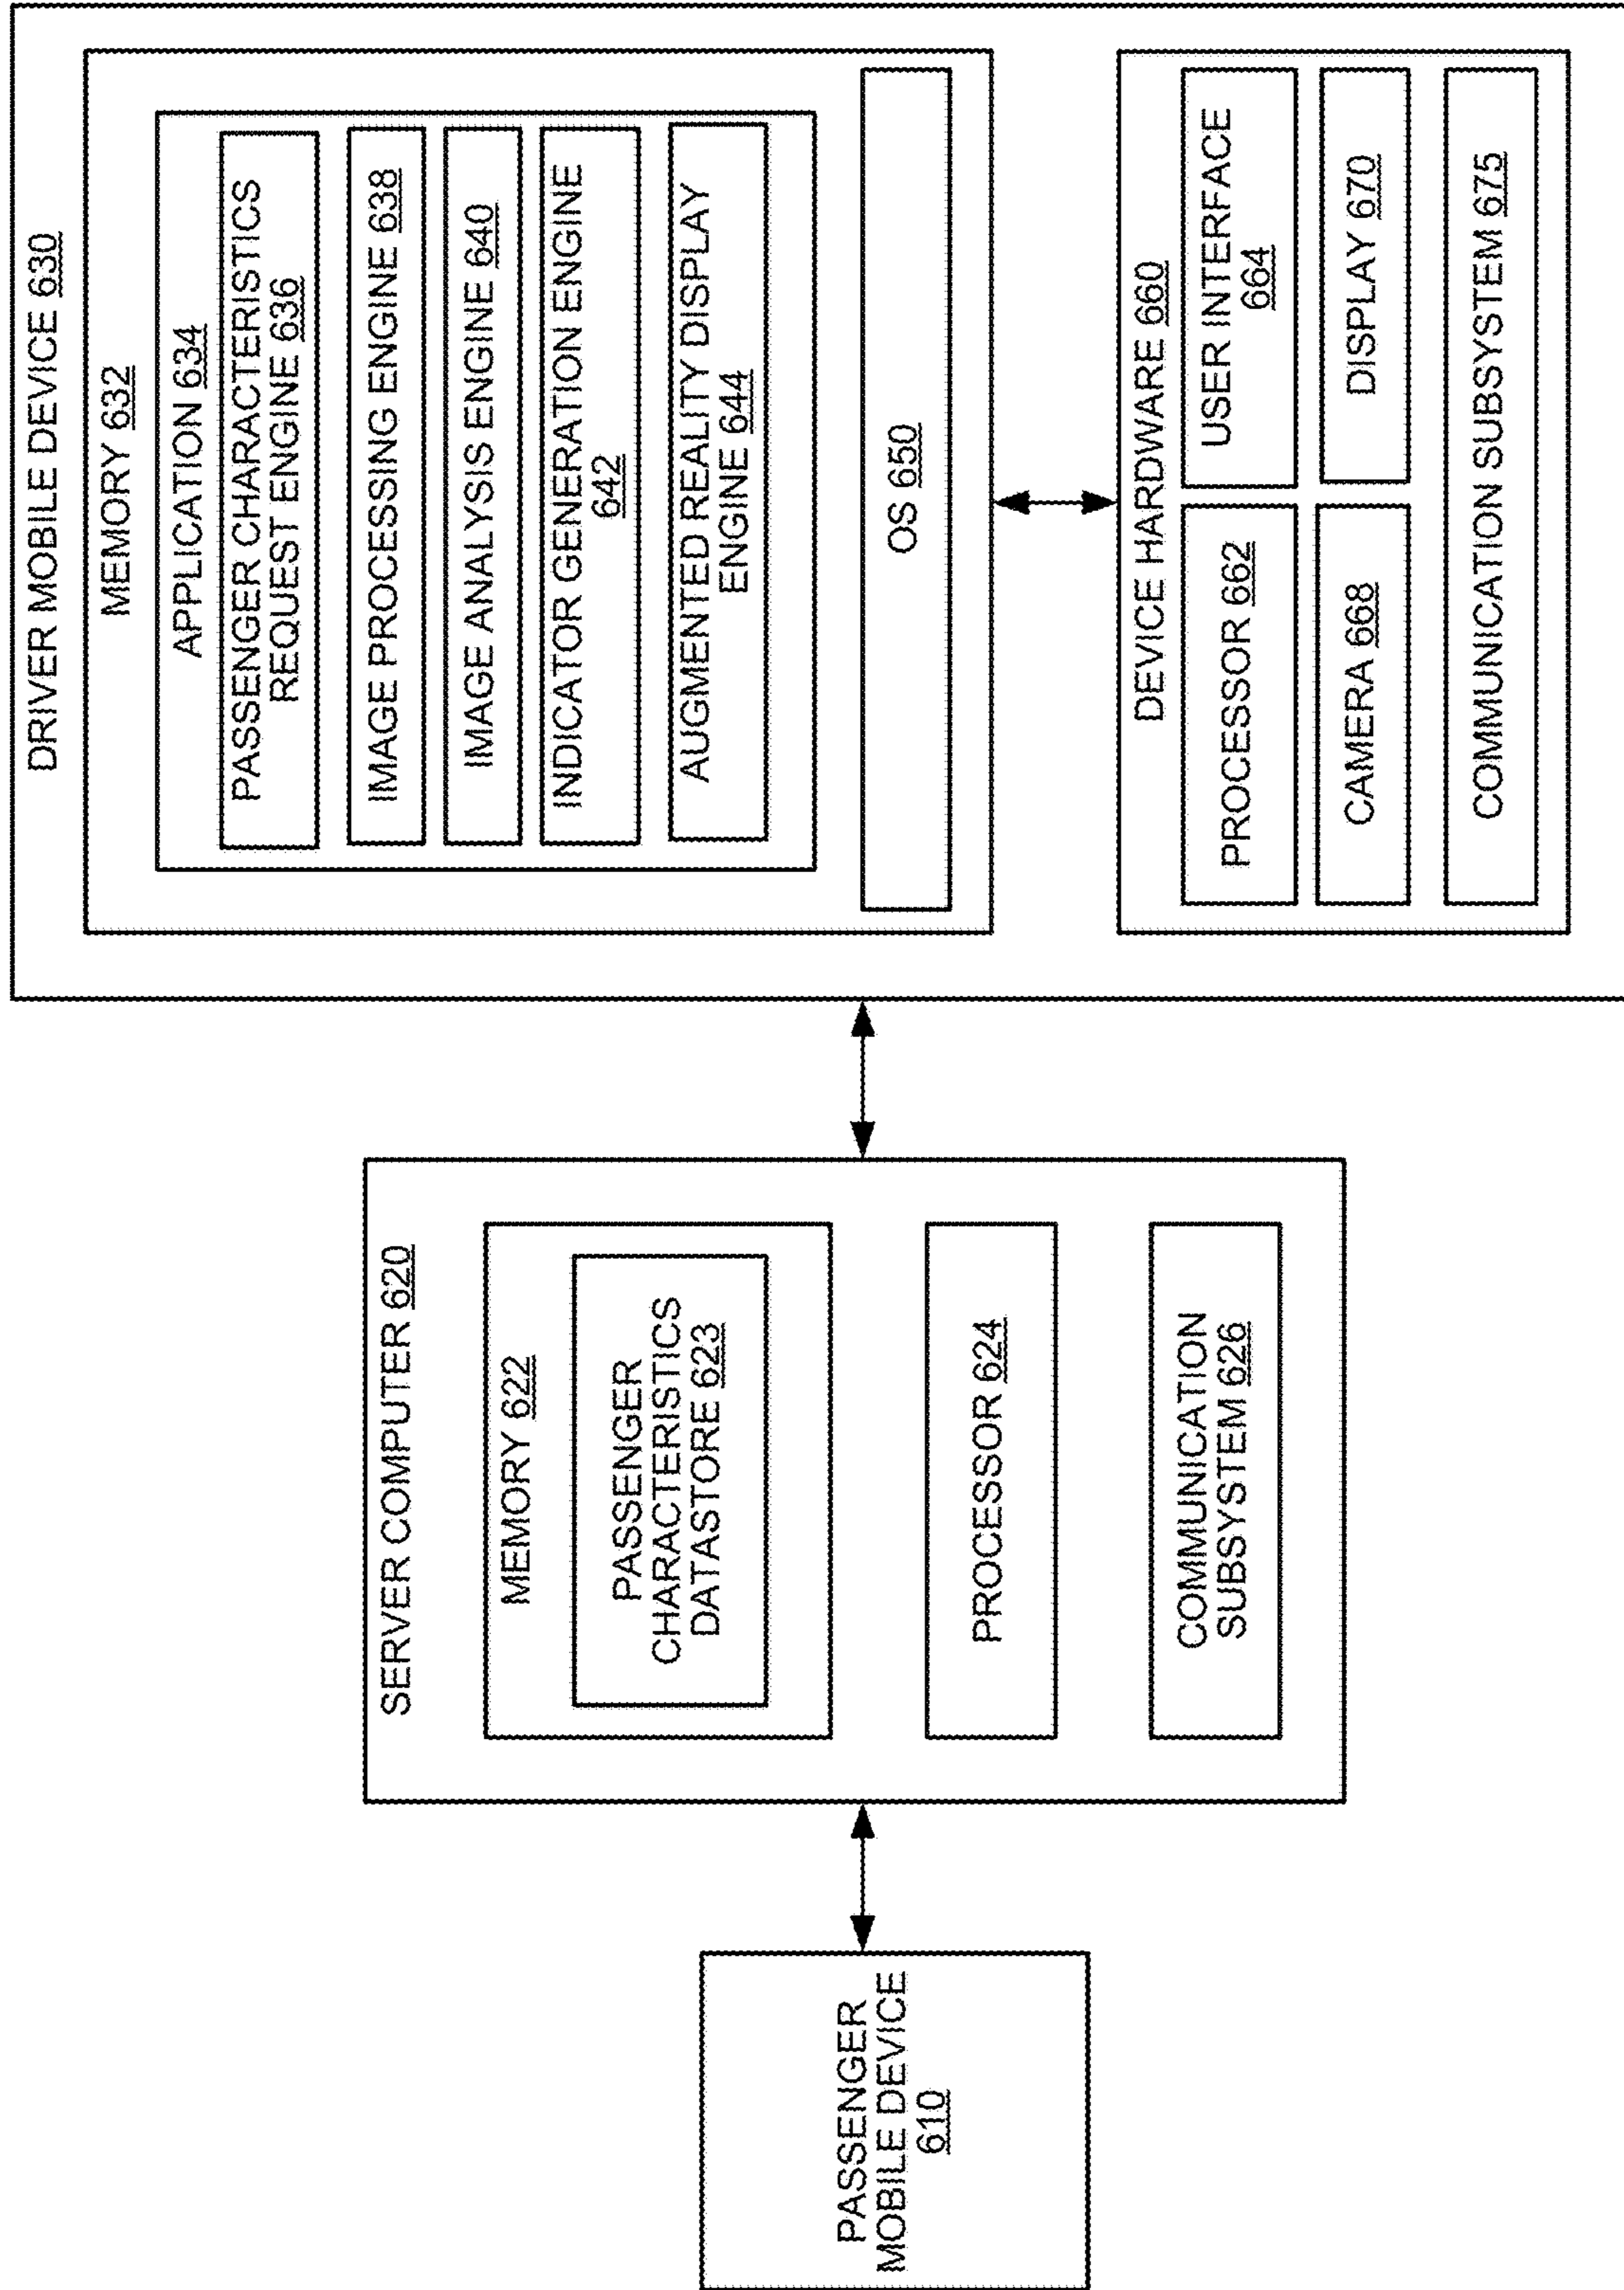 PASSENGER
MOBILE DEVICE
610
SERVER COMPUTER 620
MEMORY 622
PASSENGER
CHARACTERISTICS
DATASTORE 623
PROCESSOR 624
COMMUNICATION
SUBSYSTEM 626
DRIVER MOBILE DEVICE 630
MEMORY 632
APPLICATION 634
PASSENGER CHARACTERISTICS
REQUEST ENGINE 636
IMAGE PROCESSING ENGINE 638
IMAGE ANALYSIS ENGINE 640
INDICATOR GENERATION ENGINE
642
AUGMENTED REALITY DISPLAY
ENGINE 644
OS 650
DEVICE HARDWARE 660
PROCESSOR 662
USER INTERFACE
664
CAMERA 668
DISPLAY 670
COMMUNICATION SUBSYSTEM 675